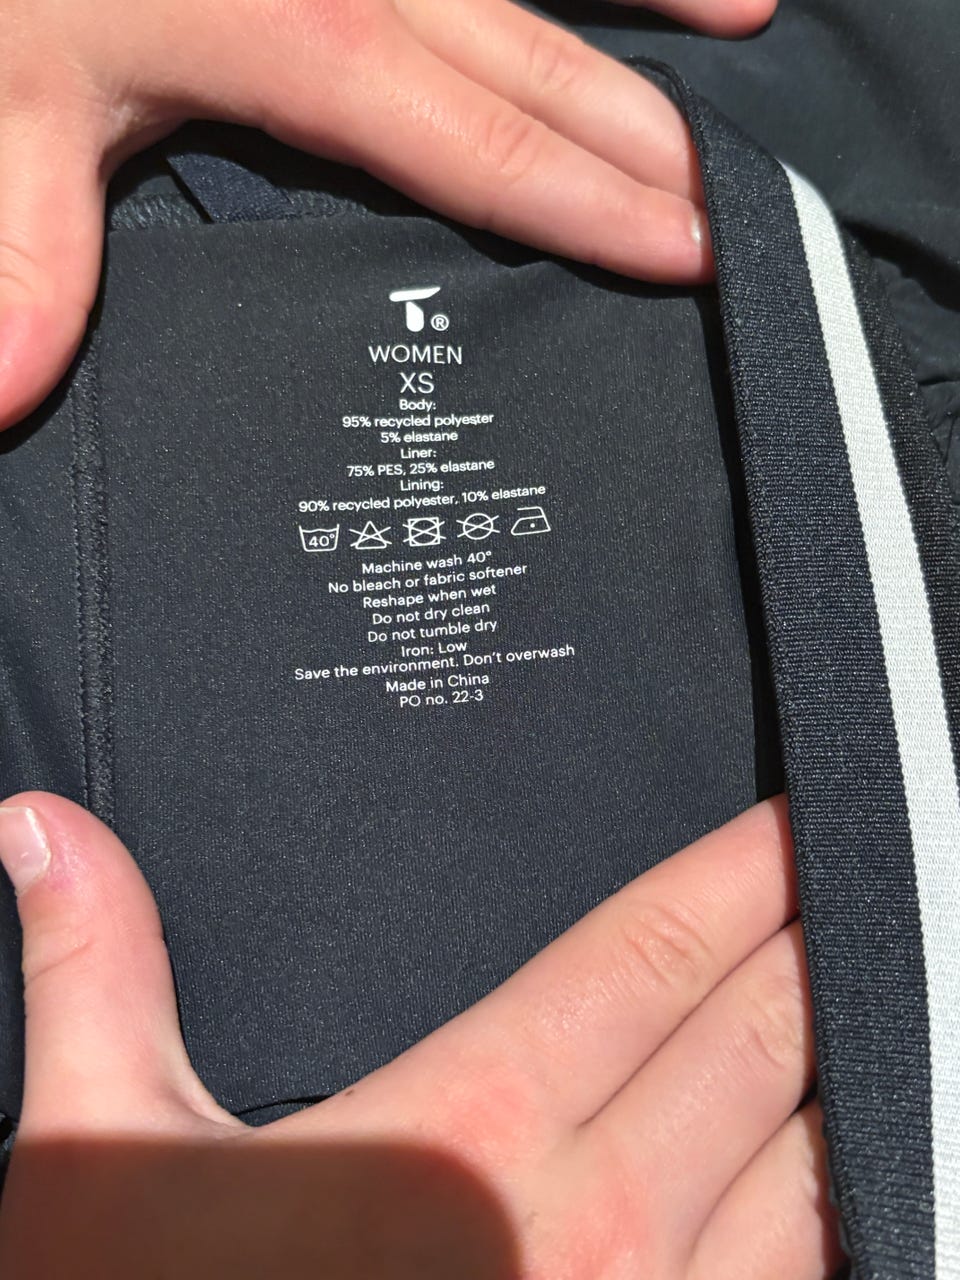 T®
WOMEN
XS
Body:
95% recycled polyester
5% elastane
Liner:
75% PES, 25% elastane
Lining:
90% recycled polyester, 10% elastane
40°
Machine wash 40°
No bleach or fabric softener
Reshape when wet
Do not dry clean
Do not tumble dry
Iron: Low
Save the environment. Don't overwash
Made in China
PO no. 22-3